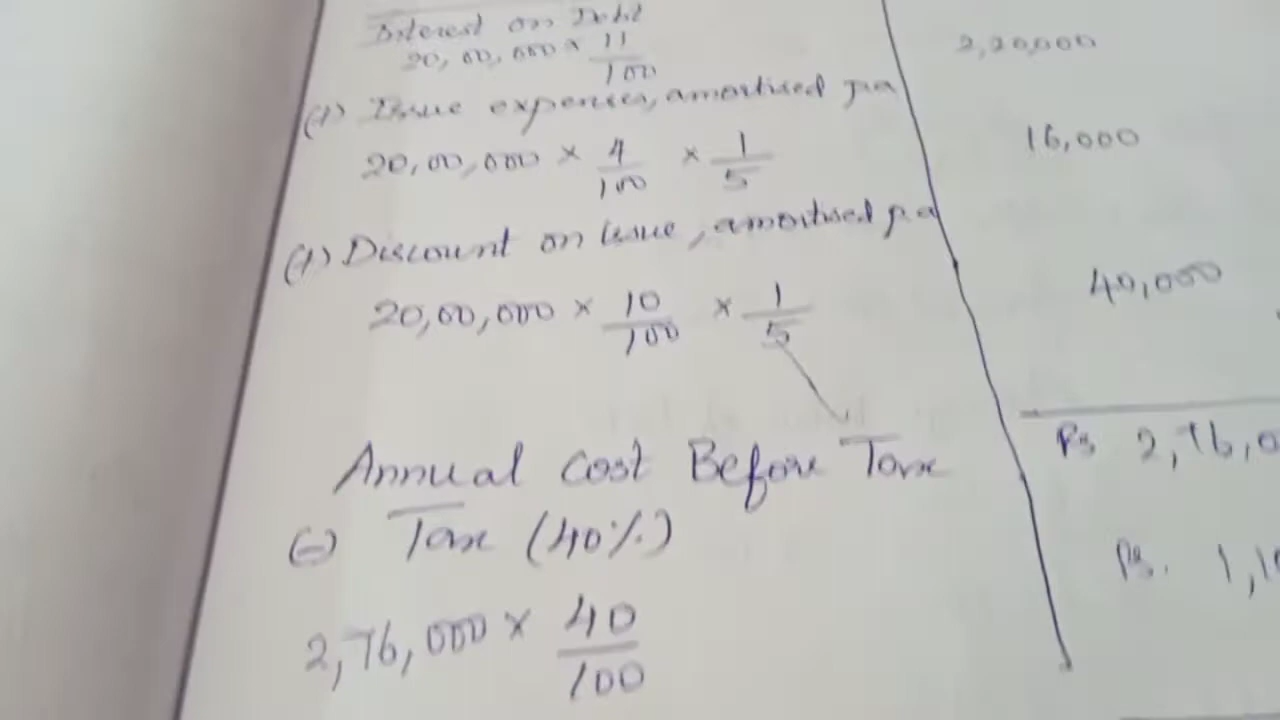 Interest on Debt
20,00,000 × 11/100 2,20,000
(+) Issue expenses, amortised p.a
20,00,000 × 4/100 × 1/5 16,000
(+) Discount on issue, amortised p.a
20,00,000 × 10/100 × 1/5 40,000
Annual Cost Before Tax Rs 2,76,0
(-) Tax (40%)
2,76,000 × 40/100 Rs. 1,1